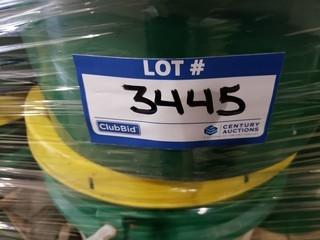 LOT #
3445
ClubBid
CENTURY
AUCTIONS